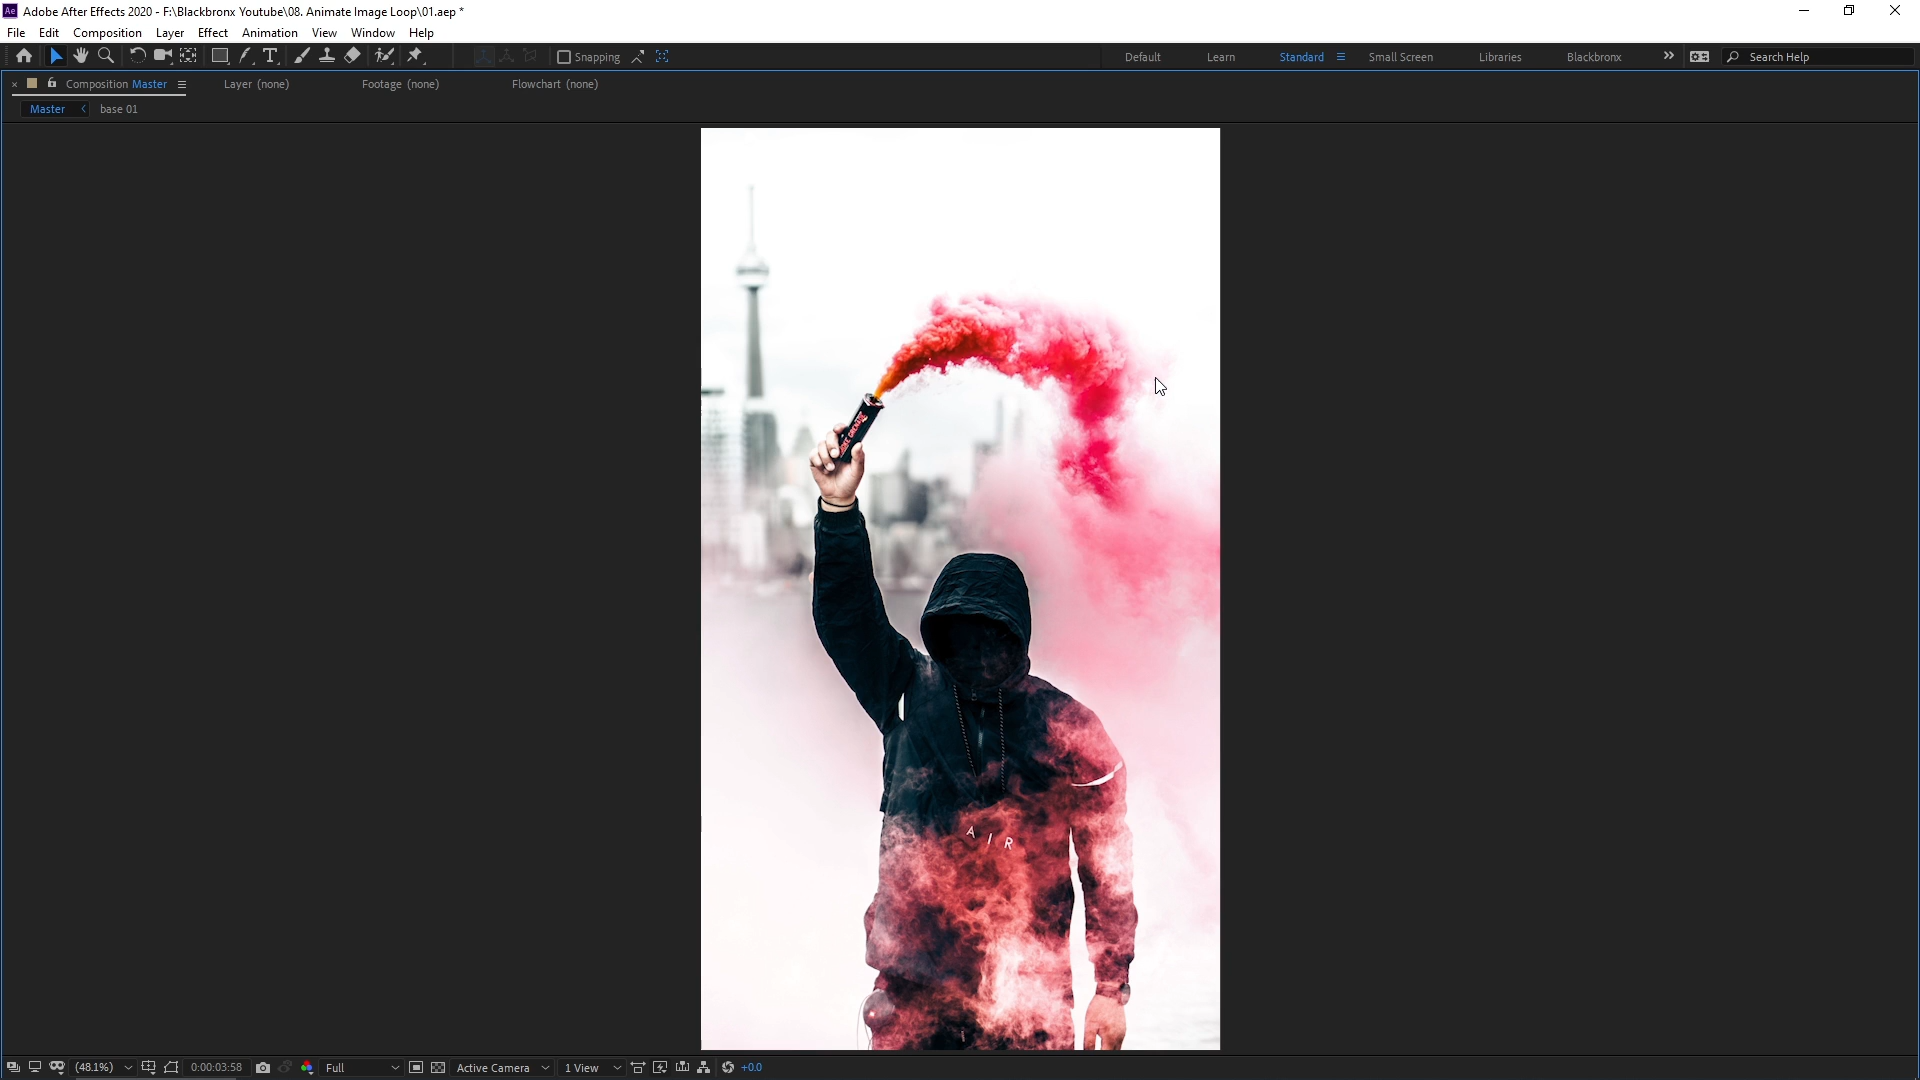 Ae Adobe After Effects 2020 - F:\Blackbronx Youtube\08. Animate Image Loop\01.aep *
File Edit Composition Layer Effect Animation View Window Help
Snapping Default Learn Standard Small Screen Libraries Blackbronx Search Help
Composition Master Layer (none) Footage (none) Flowchart (none)
Master base 01
AIR
(48.1%) 0:00:03:58 Full Active Camera 1 View +0.0